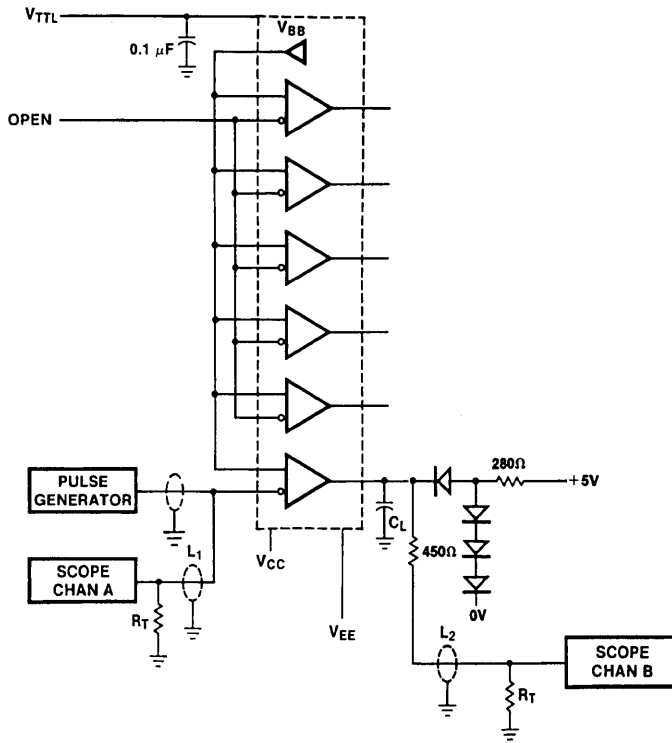 V_TTL
0.1 μF
V_BB
OPEN
PULSE
GENERATOR
L_1
SCOPE
CHAN A
R_T
V_CC
V_EE
C_L
280Ω
+5V
450Ω
0V
L_2
SCOPE
CHAN B
R_T